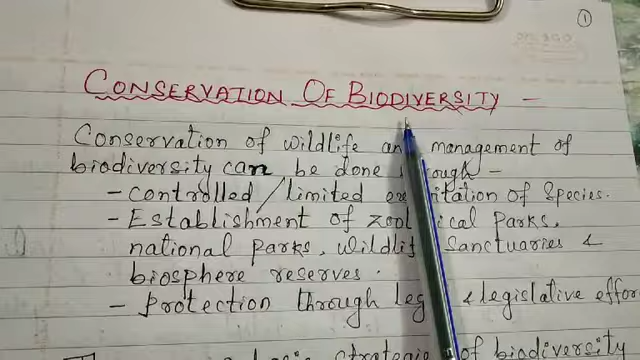 1
CONSERVATION OF BIODIVERSITY -
Conservation of wildlife management of
biodiversity can be done -
- controlled / limited of species.
- Establishment of Parks,
national parks, wildlife Sanctuaries &
biosphere reserves.
- Protection through & legislative
of biodiversity